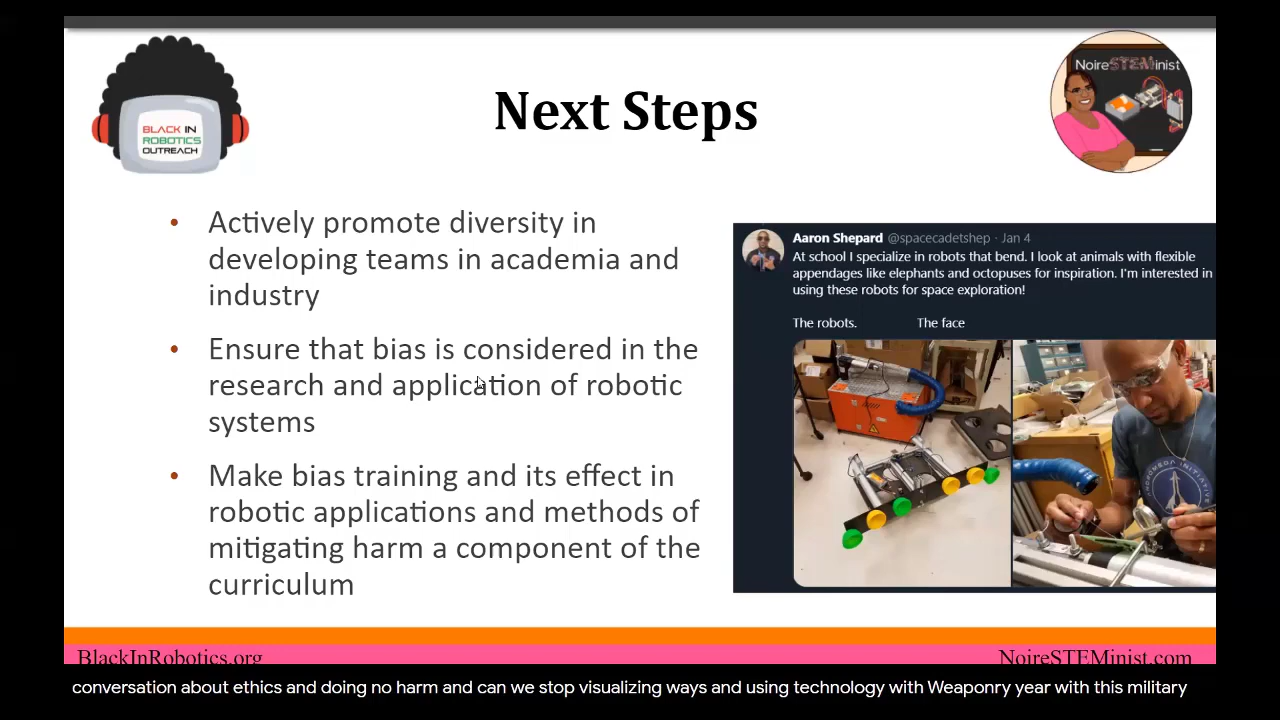 BLACK IN
ROBOTICS
OUTREACH
Next Steps
NoireSTEMinist
• Actively promote diversity in
developing teams in academia and
industry
• Ensure that bias is considered in the
research and application of robotic
systems
• Make bias training and its effect in
robotic applications and methods of
mitigating harm a component of the
curriculum
Aaron Shepard @spacecadetshep · Jan 4
At school I specialize in robots that bend. I look at animals with flexible
appendages like elephants and octopuses for inspiration. I'm interested in
using these robots for space exploration!
The robots. The face
INITIATIVE
BlackInRobotics.org
NoireSTEMinist.com
conversation about ethics and doing no harm and can we stop visualizing ways and using technology with Weaponry year with this military